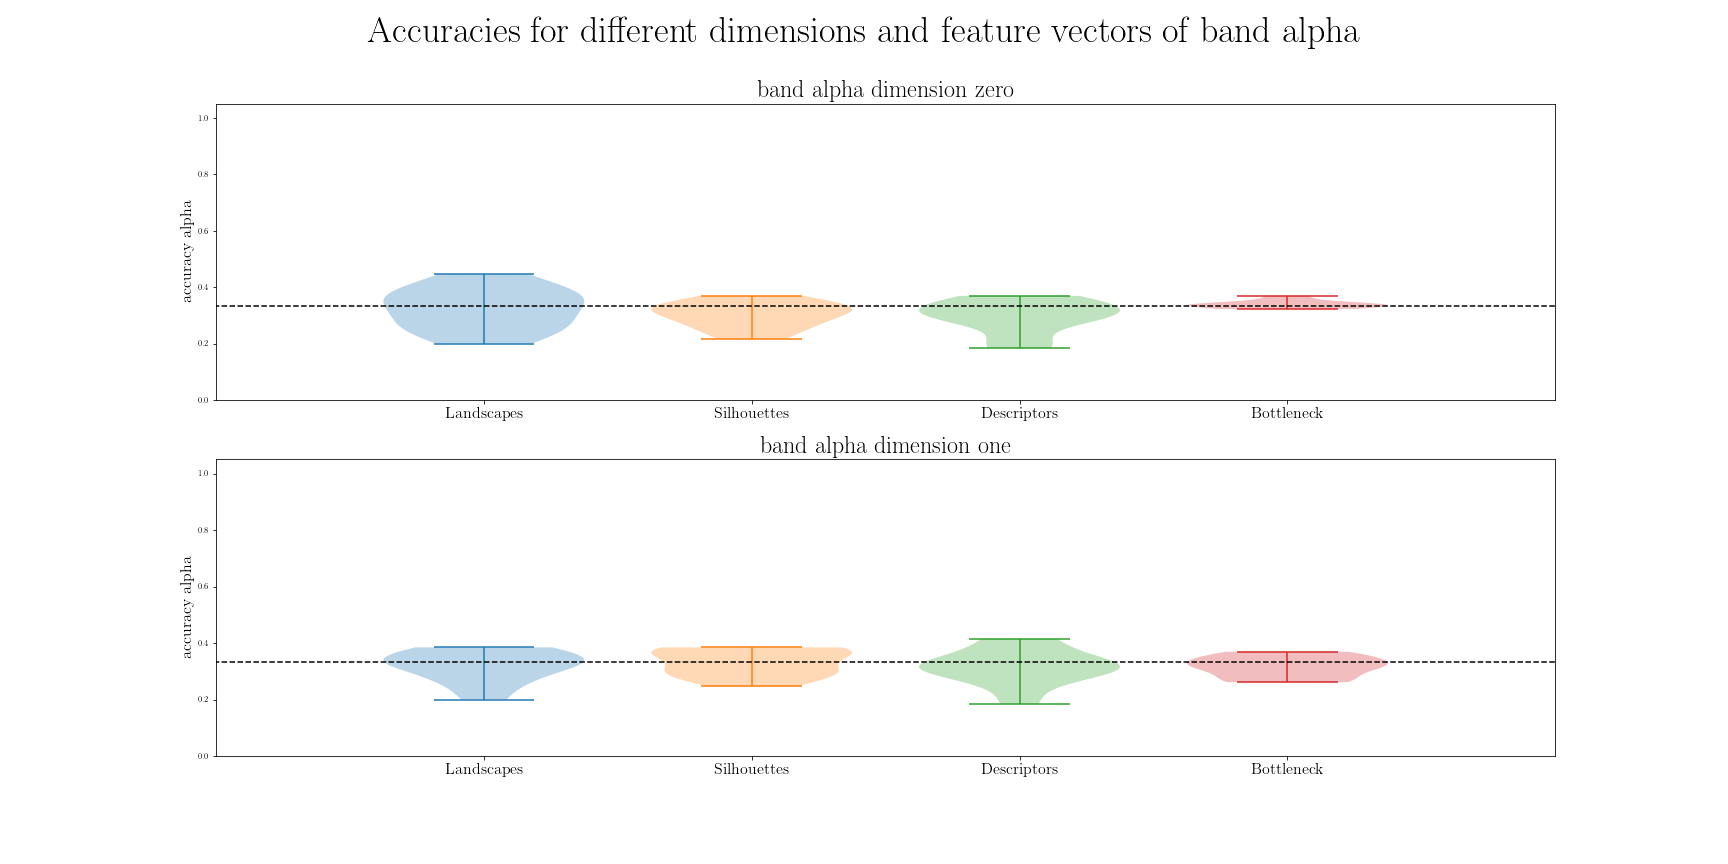 Accuracies for different dimensions and feature vectors of band alpha
band alpha dimension zero
accuracy alpha
1.0
0.8
0.6
0.4
0.2
0.0
Landscapes Silhouettes Descriptors Bottleneck
band alpha dimension one
accuracy alpha
1.0
0.8
0.6
0.4
0.2
0.0
Landscapes Silhouettes Descriptors Bottleneck